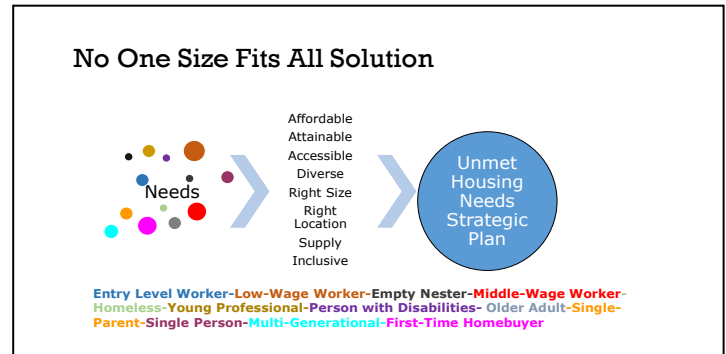 No One Size Fits All Solution
Needs
Affordable
Attainable
Accessible
Diverse
Right Size
Right
Location
Supply
Inclusive
Unmet
Housing
Needs
Strategic
Plan
Entry Level Worker-Low-Wage Worker-Empty Nester-Middle-Wage Worker-
Homeless-Young Professional-Person with Disabilities- Older Adult-Single-
Parent-Single Person-Multi-Generational-First-Time Homebuyer